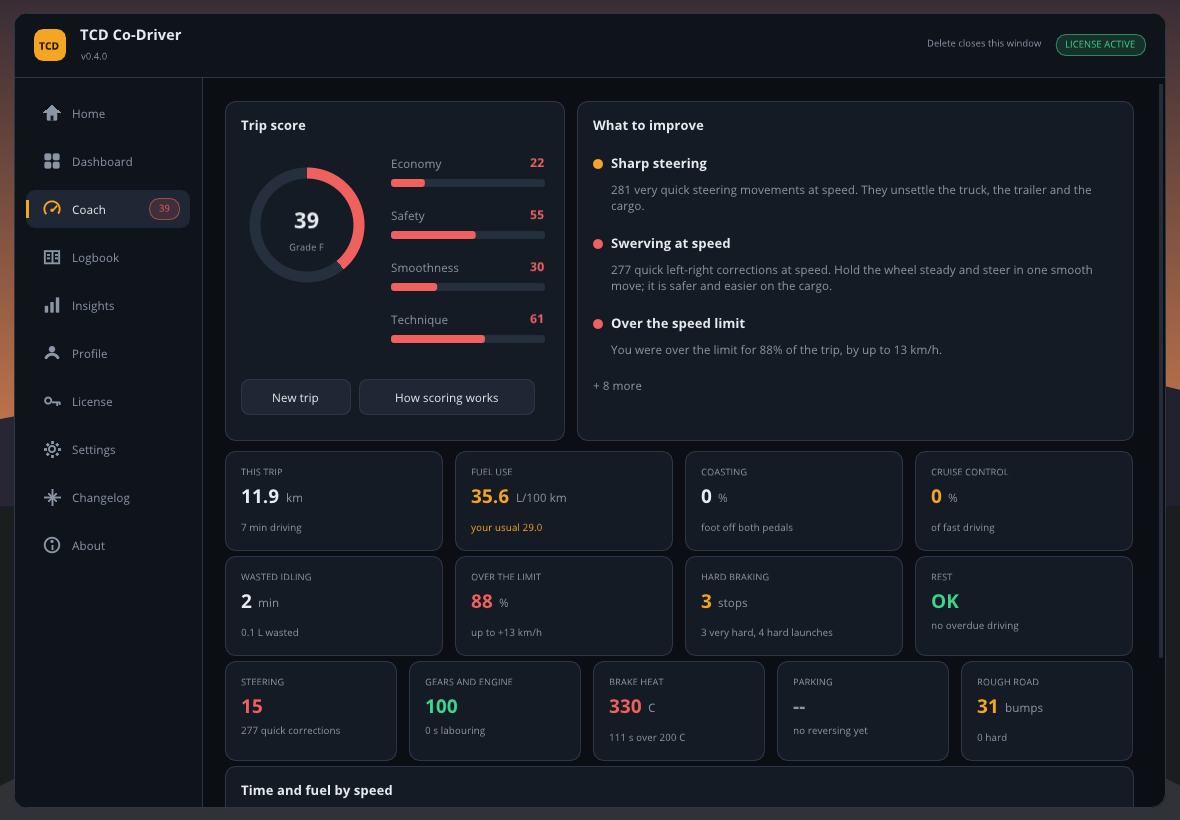 TCD
TCD Co-Driver
v0.4.0
Delete closes this window
LICENSE ACTIVE
Home
Dashboard
Coach 39
Logbook
Insights
Profile
License
Settings
Changelog
About
Trip score
39
Grade F
Economy 22
Safety 55
Smoothness 30
Technique 61
New trip
How scoring works
What to improve
Sharp steering
281 very quick steering movements at speed. They unsettle the truck, the trailer and the
cargo.
Swerving at speed
277 quick left-right corrections at speed. Hold the wheel steady and steer in one smooth
move; it is safer and easier on the cargo.
Over the speed limit
You were over the limit for 88% of the trip, by up to 13 km/h.
+ 8 more
THIS TRIP
11.9 km
7 min driving
FUEL USE
35.6 L/100 km
your usual 29.0
COASTING
0 %
foot off both pedals
CRUISE CONTROL
0 %
of fast driving
WASTED IDLING
2 min
0.1 L wasted
OVER THE LIMIT
88 %
up to +13 km/h
HARD BRAKING
3 stops
3 very hard, 4 hard launches
REST
OK
no overdue driving
STEERING
15
277 quick corrections
GEARS AND ENGINE
100
0 s labouring
BRAKE HEAT
330 C
111 s over 200 C
PARKING
--
no reversing yet
ROUGH ROAD
31 bumps
0 hard
Time and fuel by speed